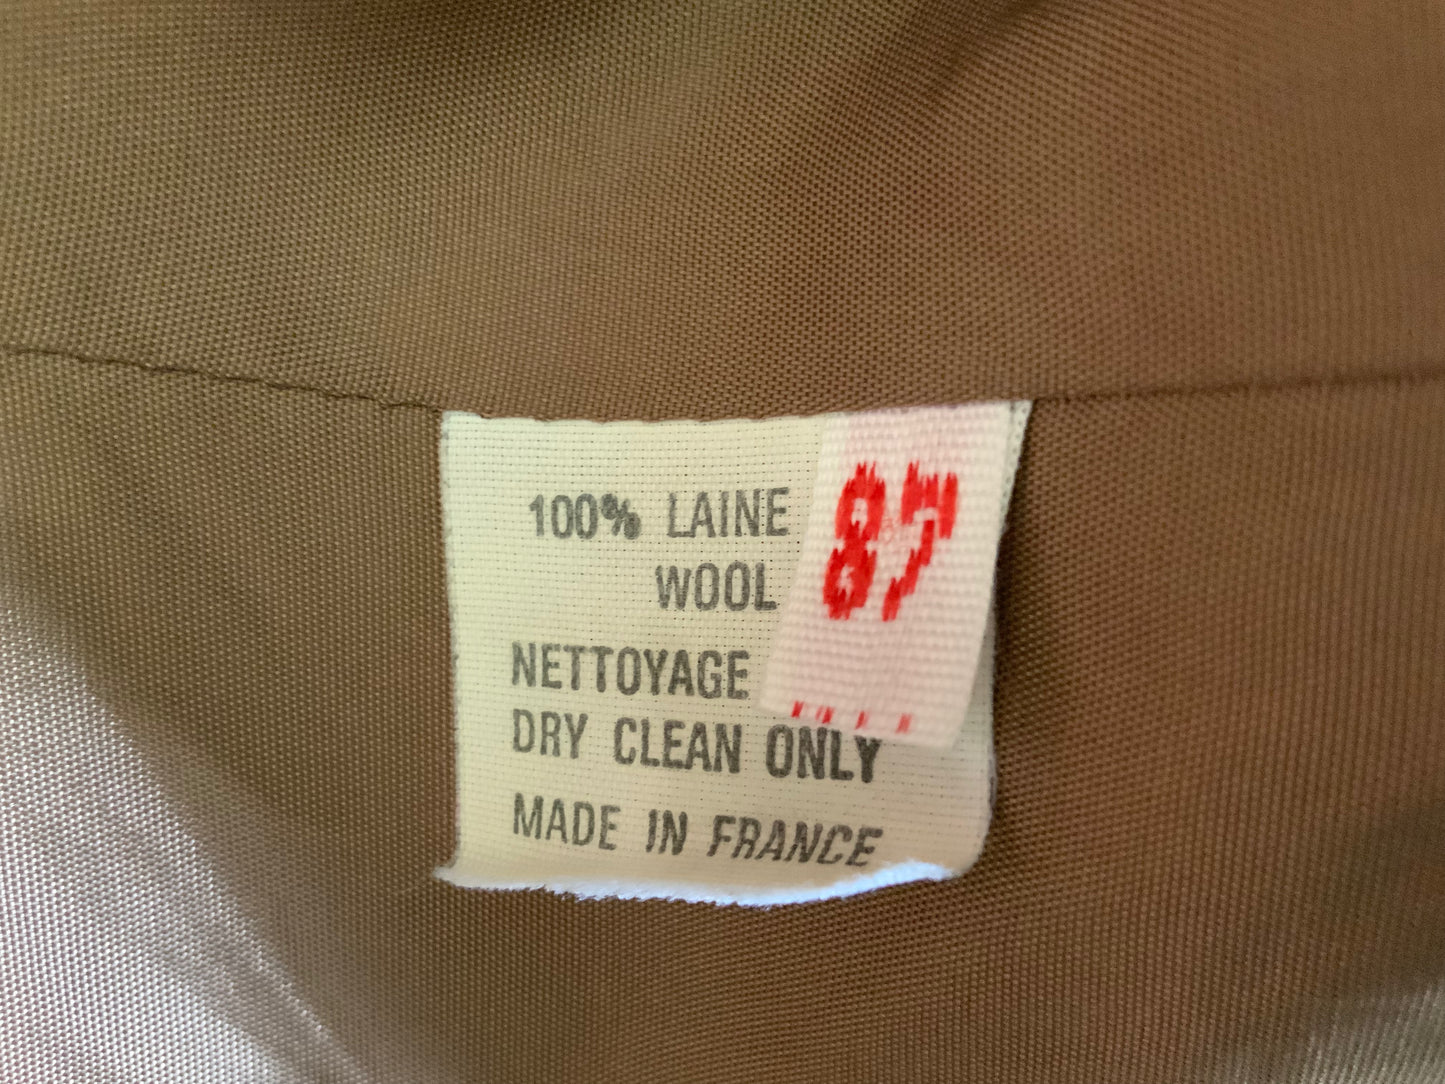 100% LAINE
WOOL
87
NETTOYAGE
DRY CLEAN ONLY
MADE IN FRANCE